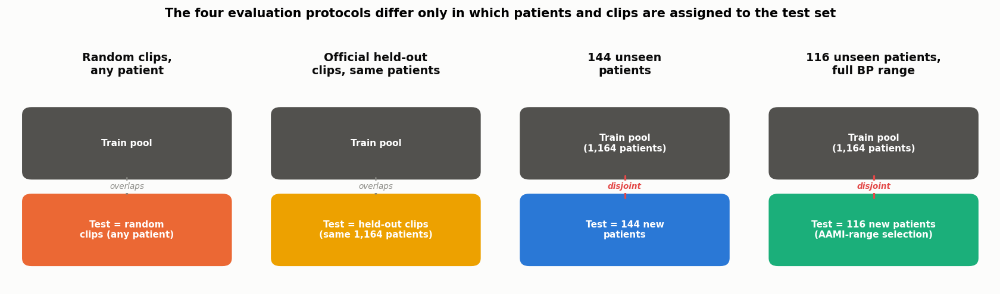 The four evaluation protocols differ only in which patients and clips are assigned to the test set
Random clips,
any patient
Train pool
overlaps
Test = random
clips (any patient)
Official held-out
clips, same patients
Train pool
overlaps
Test = held-out clips
(same 1,164 patients)
144 unseen
patients
Train pool
(1,164 patients)
disjoint
Test = 144 new
patients
116 unseen patients,
full BP range
Train pool
(1,164 patients)
disjoint
Test = 116 new patients
(AAMI-range selection)